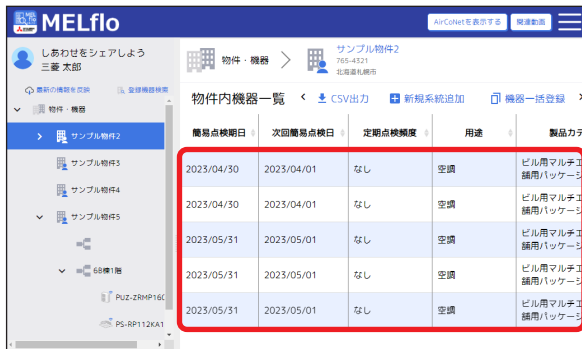 MELflo
AirCoNetを表示する
関連動画
しあわせをシェアしよう
三菱 太郎
最新の情報を反映
登録機器検索
物件・機器
サンプル物件2
サンプル物件3
サンプル物件4
サンプル物件5
6B棟1階
PUZ-ZRMP160
PS-RP112KA1
物件・機器
サンプル物件2
765-4321
北海道札幌市
物件内機器一覧
CSV出力
新規系統追加
機器一括登録
簡易点検期日 次回簡易点検日 定期点検頻度 用途 製品カテ
2023/04/30 2023/04/01 なし 空調 ビル用マルチエ
舗用パッケージ
2023/04/30 2023/04/01 なし 空調 ビル用マルチエ
舗用パッケージ
2023/05/31 2023/05/01 なし 空調 ビル用マルチエ
舗用パッケージ
2023/05/31 2023/05/01 なし 空調 ビル用マルチエ
舗用パッケージ
2023/05/31 2023/05/01 なし 空調 ビル用マルチエ
舗用パッケージ